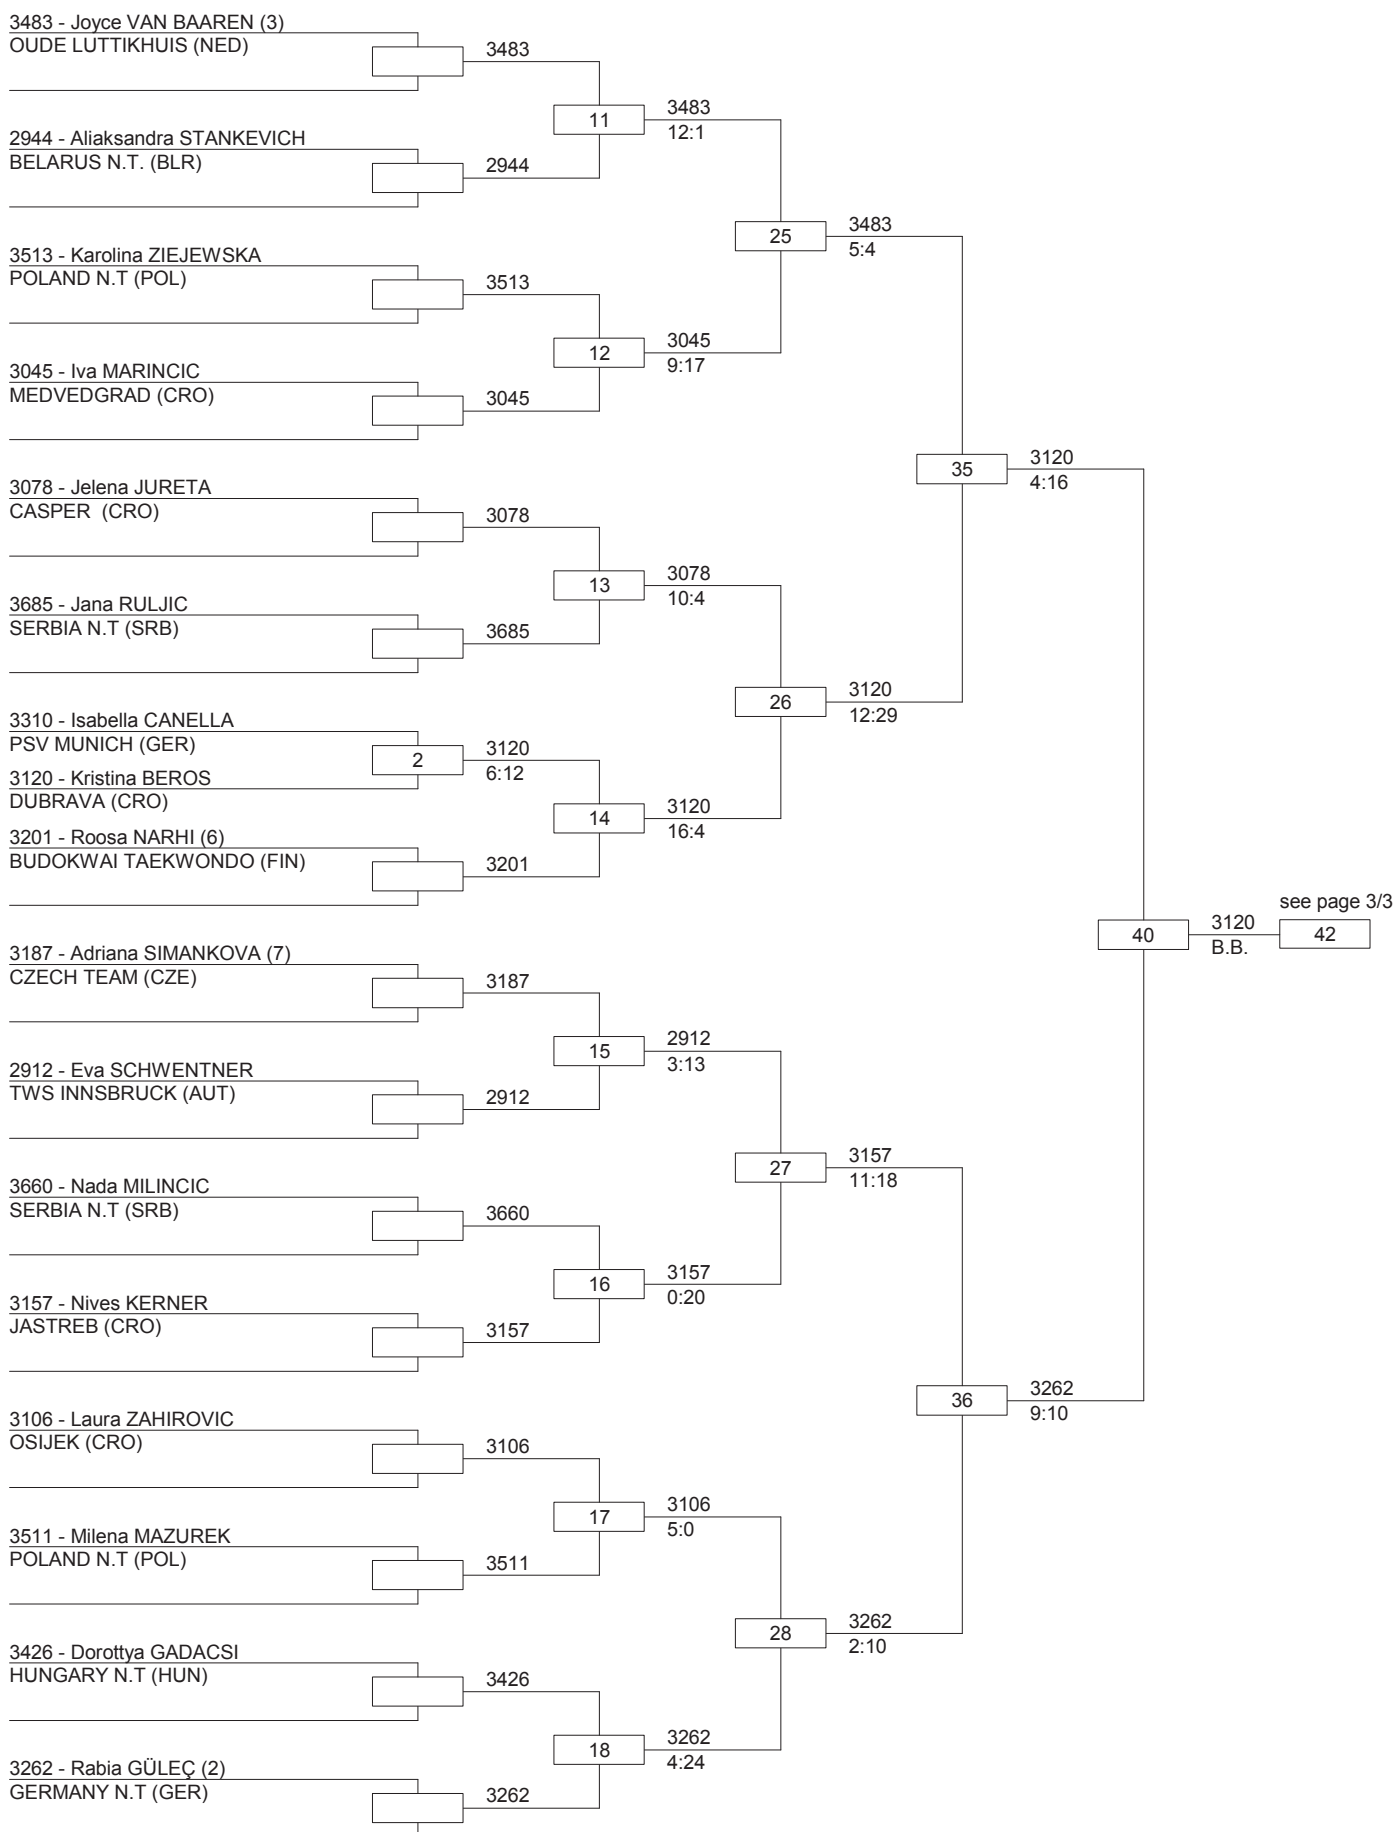 3483 - Joyce VAN BAAREN (3)
OUDE LUTTIKHUIS (NED)
3483
11
3483
12:1
2944 - Aliaksandra STANKEVICH
BELARUS N.T. (BLR)
2944
25
3483
5:4
3513 - Karolina ZIEJEWSKA
POLAND N.T (POL)
3513
12
3045
9:17
3045 - Iva MARINCIC
MEDVEDGRAD (CRO)
3045
35
3120
4:16
3078 - Jelena JURETA
CASPER  (CRO)
3078
13
3078
10:4
3685 - Jana RULJIC
SERBIA N.T (SRB)
3685
26
3120
12:29
3310 - Isabella CANELLA
PSV MUNICH (GER)
2
3120
6:12
3120 - Kristina BEROS
DUBRAVA (CRO)
14
3120
16:4
3201 - Roosa NARHI (6)
BUDOKWAI TAEKWONDO (FIN)
3201
see page 3/3
40
3120
B.B.
42
3187 - Adriana SIMANKOVA (7)
CZECH TEAM (CZE)
3187
15
2912
3:13
2912 - Eva SCHWENTNER
TWS INNSBRUCK (AUT)
2912
27
3157
11:18
3660 - Nada MILINCIC
SERBIA N.T (SRB)
3660
16
3157
0:20
3157 - Nives KERNER
JASTREB (CRO)
3157
36
3262
9:10
3106 - Laura ZAHIROVIC
OSIJEK (CRO)
3106
17
3106
5:0
3511 - Milena MAZUREK
POLAND N.T (POL)
3511
28
3262
2:10
3426 - Dorottya GADACSI
HUNGARY N.T (HUN)
3426
18
3262
4:24
3262 - Rabia GÜLEÇ (2)
GERMANY N.T (GER)
3262